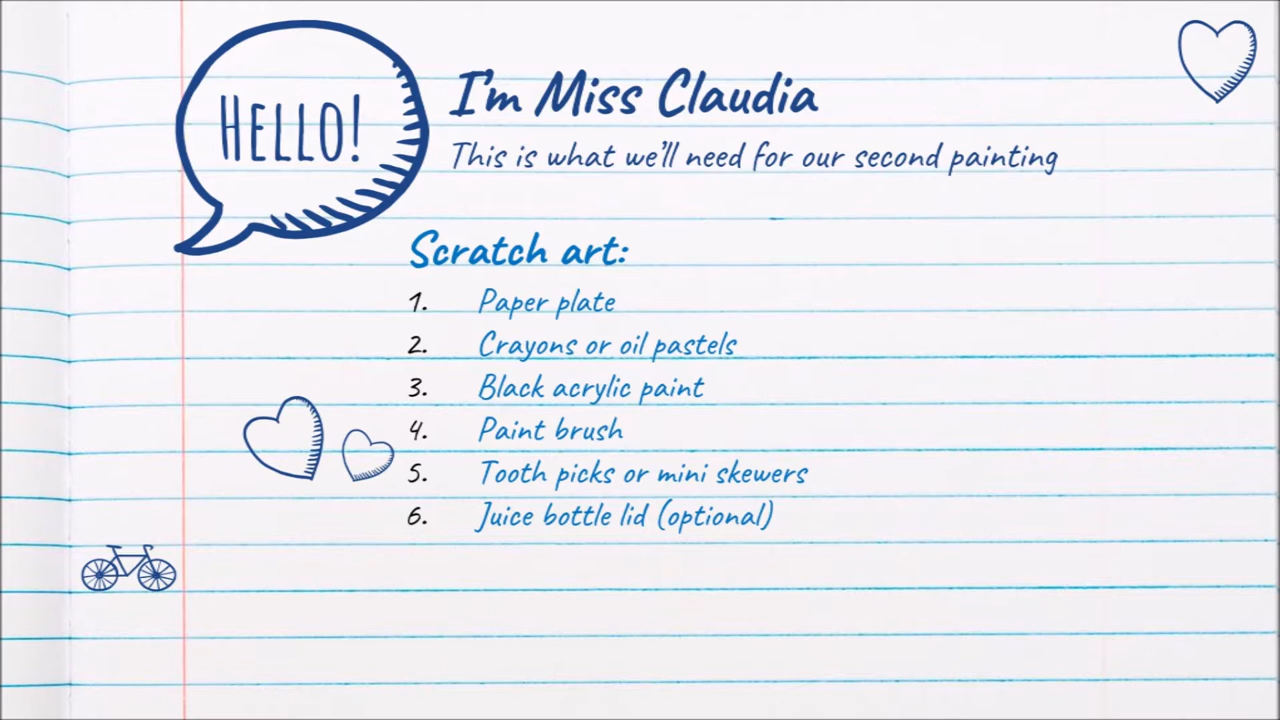 HELLO!
I'm Miss Claudia
This is what we'll need for our second painting
Scratch art:
1. Paper plate
2. Crayons or oil pastels
3. Black acrylic paint
4. Paint brush
5. Tooth picks or mini skewers
6. Juice bottle lid (optional)